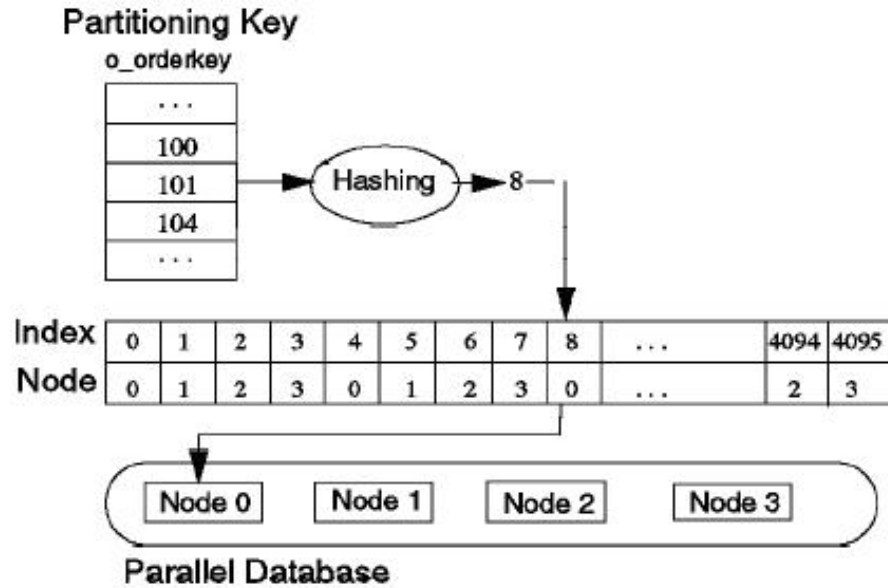 Partitioning Key
o_orderkey
. . .
100
101
104
. . .
Hashing
8
Index 0 1 2 3 4 5 6 7 8 . . . 4094 4095
Node 0 1 2 3 0 1 2 3 0 . . . 2 3
Node 0 Node 1 Node 2 Node 3
Parallel Database